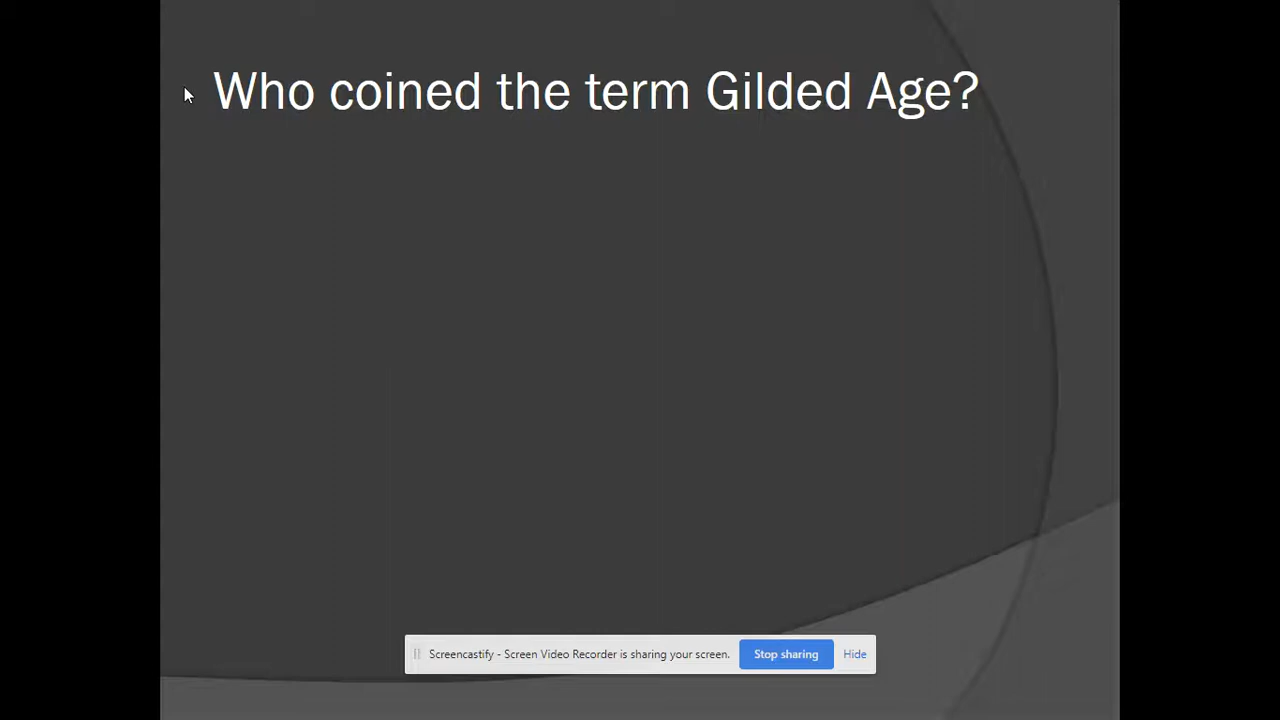 Who coined the term Gilded Age?
Screencastify - Screen Video Recorder is sharing your screen. Stop sharing Hide